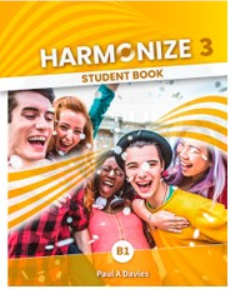 HARMONIZE 3
STUDENT BOOK
B1
Paul A Davies